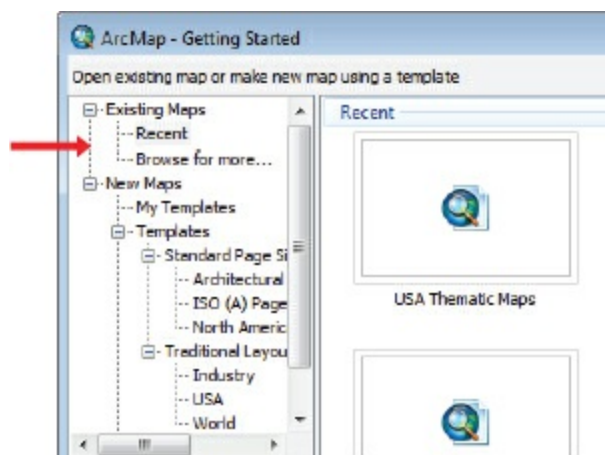 ArcMap - Getting Started
Open existing map or make new map using a template
Existing Maps
Recent
Browse for more...
New Maps
My Templates
Templates
Standard Page Si
Architectural
ISO (A) Page
North Americ
Traditional Layou
Industry
USA
World
Recent
USA Thematic Maps